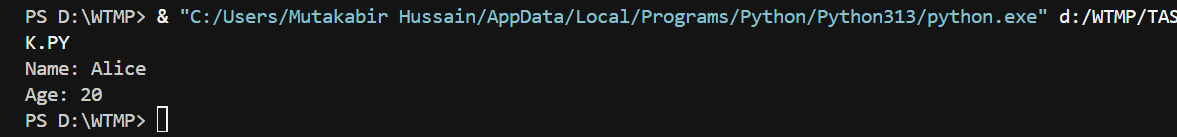 PS D:\WTMP> & "C:/Users/Mutakabir Hussain/AppData/Local/Programs/Python/Python313/python.exe" d:/WTMP/TAS
K.PY
Name: Alice
Age: 20
PS D:\WTMP>